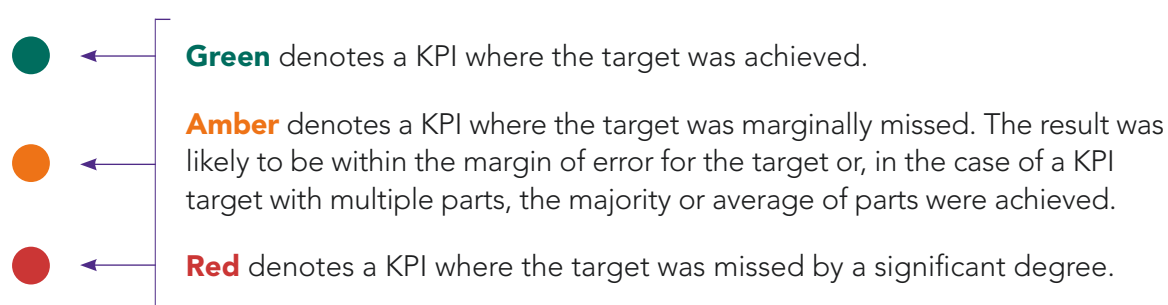 Green denotes a KPI where the target was achieved.
Amber denotes a KPI where the target was marginally missed. The result was
likely to be within the margin of error for the target or, in the case of a KPI
target with multiple parts, the majority or average of parts were achieved.
Red denotes a KPI where the target was missed by a significant degree.